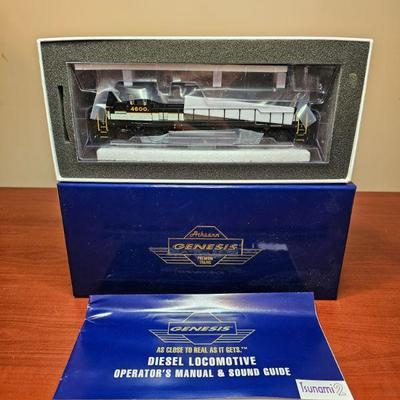 4600
Athearn
GENESIS
PREMIUM
TRAINS
GENESIS
AS CLOSE TO REAL AS IT GETS.™
DIESEL LOCOMOTIVE
OPERATOR'S MANUAL & SOUND GUIDE
Tsunami2